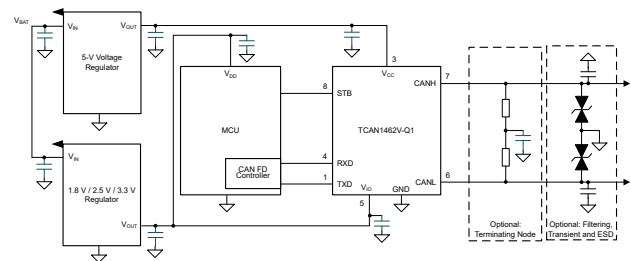 VBAT
VIN
VOUT
5-V Voltage
Regulator
VDD
MCU
CAN FD
Controller
3
VCC
8
STB
CANH
7
TCAN1462V-Q1
4
RXD
1
TXD
VIO
GND
CANL
6
5
VIN
1.8 V / 2.5 V / 3.3 V
Regulator
VOUT
Optional:
Terminating Node
Optional: Filtering,
Transient and ESD